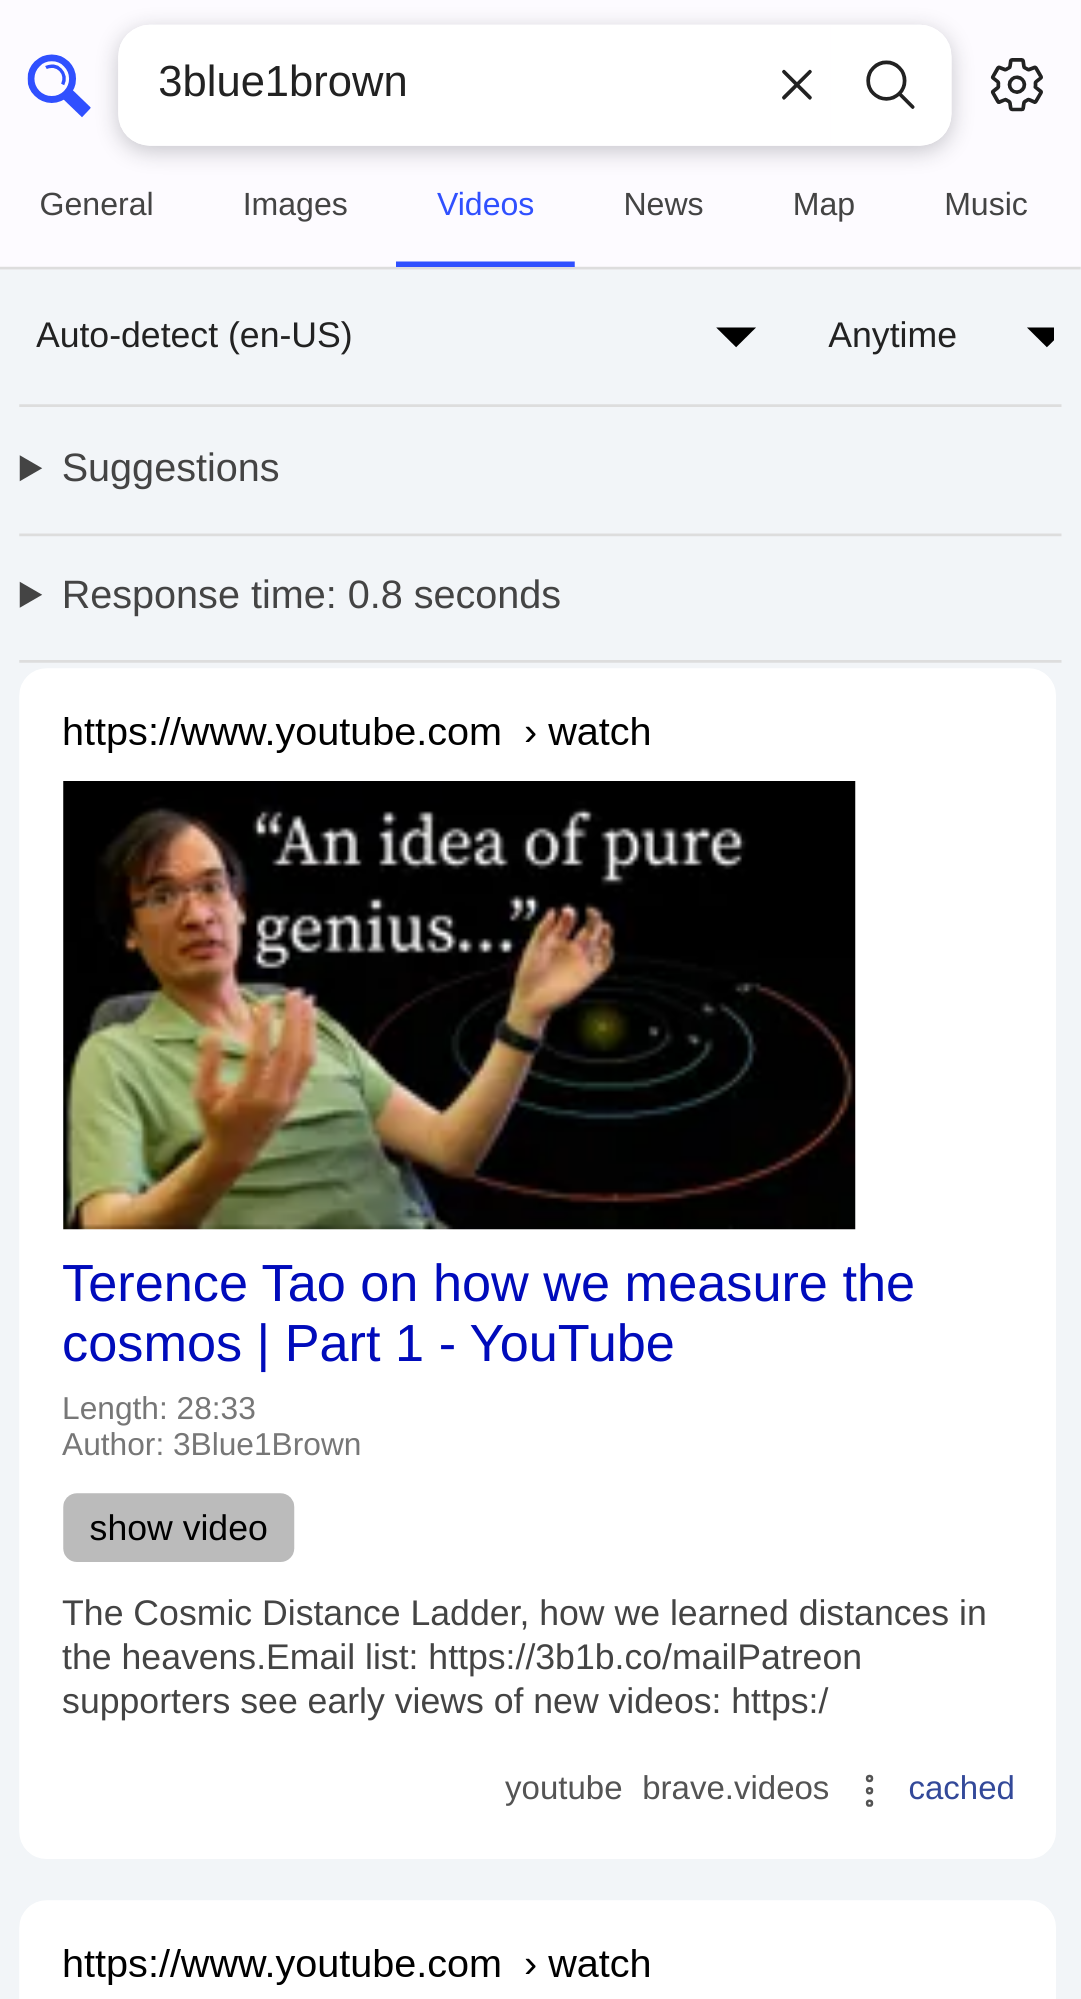 3blue1brown
General Images Videos News Map Music
Auto-detect (en-US) Anytime
Suggestions
Response time: 0.8 seconds
https://www.youtube.com › watch
“An idea of pure
genius...”
Terence Tao on how we measure the
cosmos | Part 1 - YouTube
Length: 28:33
Author: 3Blue1Brown
show video
The Cosmic Distance Ladder, how we learned distances in
the heavens.Email list: https://3b1b.co/mailPatreon
supporters see early views of new videos: https:/
youtube brave.videos cached
https://www.youtube.com › watch